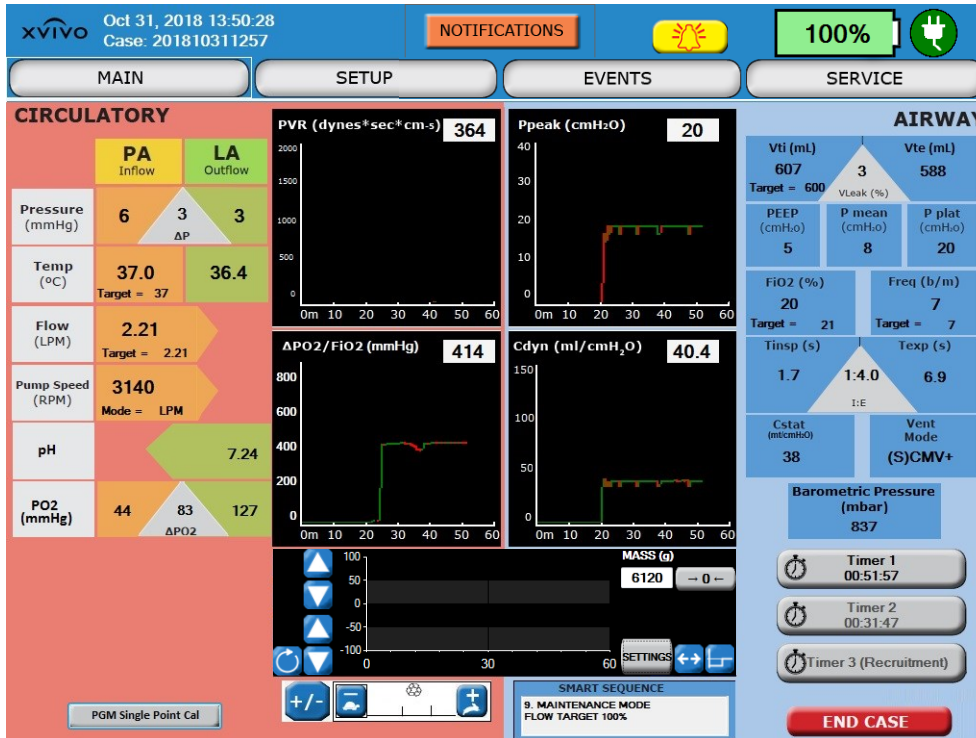 xvivo
Oct 31, 2018 13:50:28
Case: 201810311257
NOTIFICATIONS
100%
MAIN
SETUP
EVENTS
SERVICE
CIRCULATORY
PA
Inflow
LA
Outflow
Pressure
(mmHg)
6
3
ΔP
3
Temp
(ºC)
37.0
Target = 37
36.4
Flow
(LPM)
2.21
Target = 2.21
Pump Speed
(RPM)
3140
Mode = LPM
pH
7.24
PO2
(mmHg)
44
83
ΔPO2
127
PGM Single Point Cal
PVR (dynes*sec*cm-5) 364
2000
1500
1000
500
0
0m 10 20 30 40 50 60
Ppeak (cmH2O) 20
40
30
20
10
0
0m 10 20 30 40 50 60
ΔPO2/FiO2 (mmHg) 414
800
600
400
200
0
0m 10 20 30 40 50 60
Cdyn (ml/cmH2O) 40.4
150
100
50
0
0m 10 20 30 40 50 60
100
50
0
-50
-100
0 30 60
MASS (g)
6120
→ 0 ←
SETTINGS
+/-
SMART SEQUENCE
9. MAINTENANCE MODE
FLOW TARGET 100%
AIRWAY
Vti (mL)
607
Target = 600
3
VLeak (%)
Vte (mL)
588
PEEP
(cmH2O)
5
P mean
(cmH2O)
8
P plat
(cmH2O)
20
FiO2 (%)
20
Target = 21
Freq (b/m)
7
Target = 7
Tinsp (s)
1.7
1:4.0
I:E
Texp (s)
6.9
Cstat
(ml/cmH2O)
38
Vent
Mode
(S)CMV+
Barometric Pressure
(mbar)
837
Timer 1
00:51:57
Timer 2
00:31:47
Timer 3 (Recruitment)
END CASE